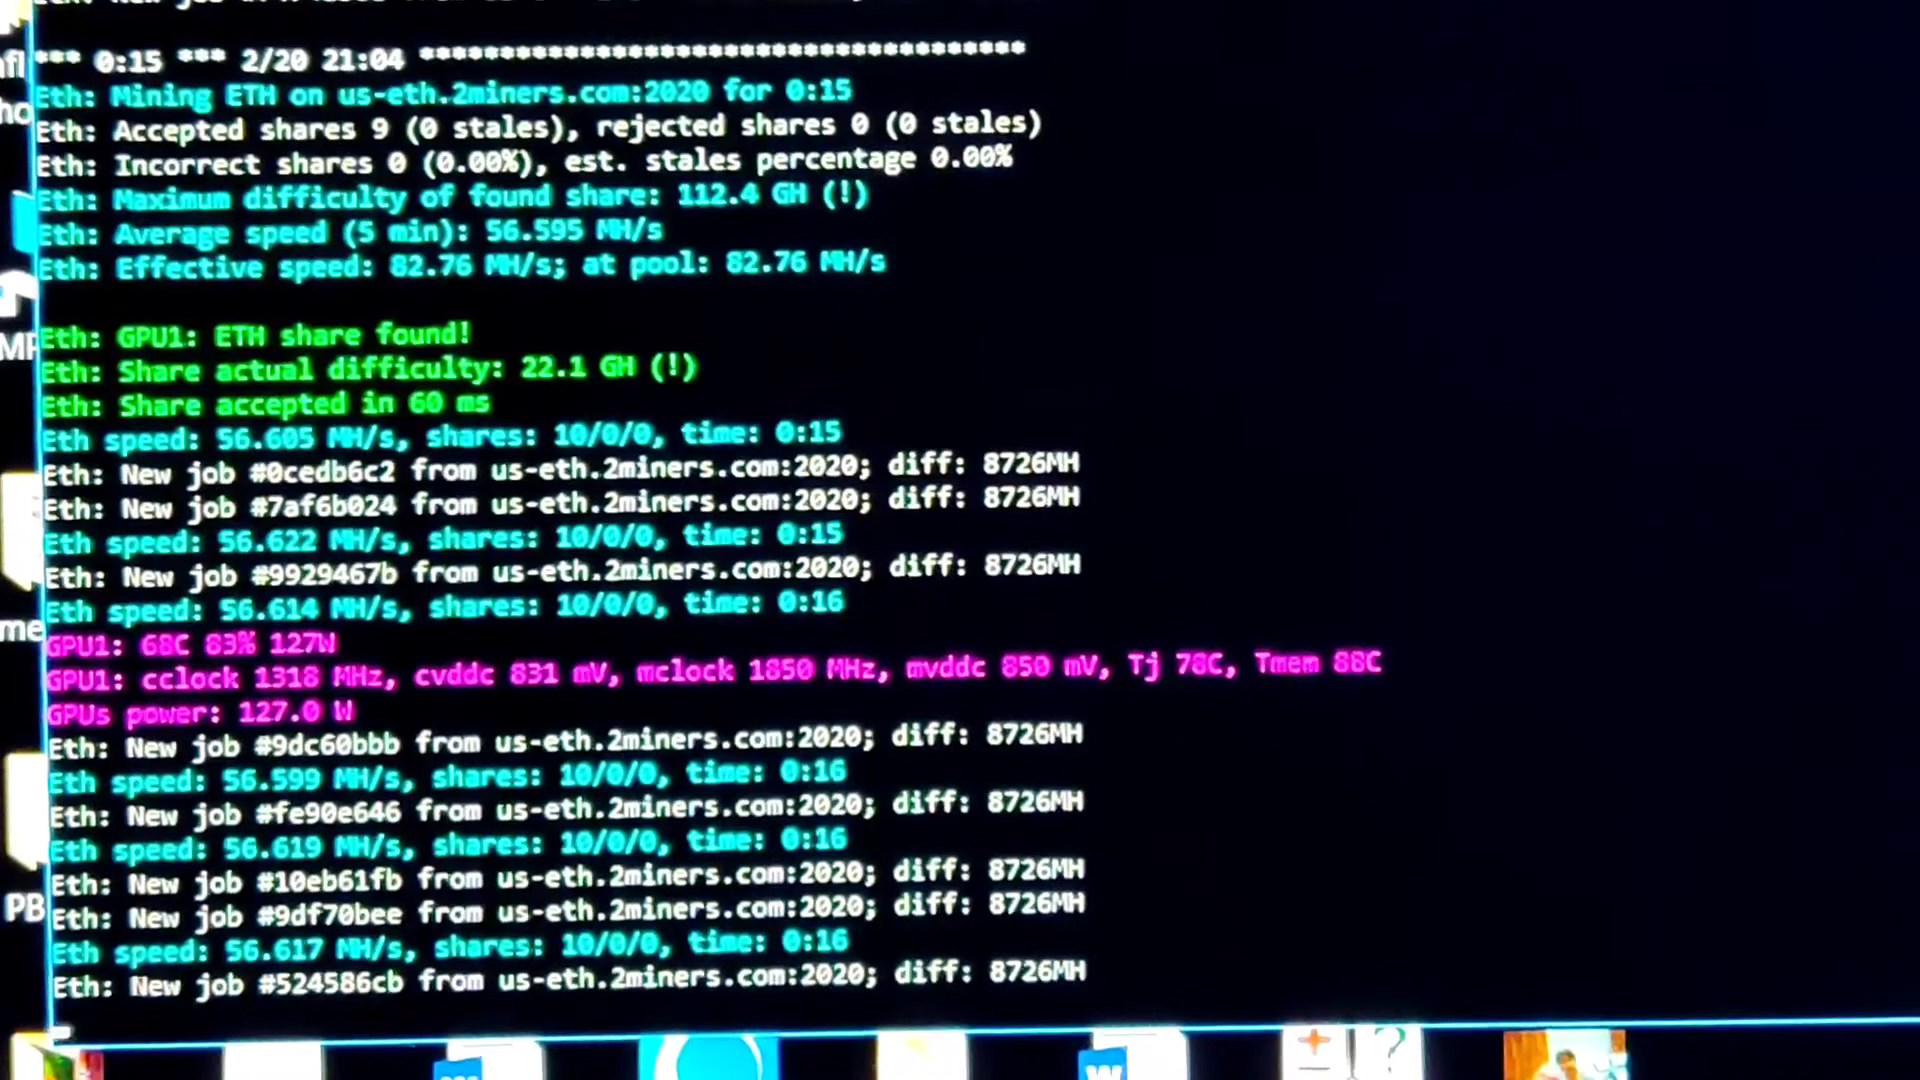 *** 0:15 *** 2/20 21:04 **************************************
Eth: Mining ETH on us-eth.2miners.com:2020 for 0:15
Eth: Accepted shares 9 (0 stales), rejected shares 0 (0 stales)
Eth: Incorrect shares 0 (0.00%), est. stales percentage 0.00%
Eth: Maximum difficulty of found share: 112.4 GH (!)
Eth: Average speed (5 min): 56.595 MH/s
Eth: Effective speed: 82.76 MH/s; at pool: 82.76 MH/s
Eth: GPU1: ETH share found!
Eth: Share actual difficulty: 22.1 GH (!)
Eth: Share accepted in 60 ms
Eth speed: 56.605 MH/s, shares: 10/0/0, time: 0:15
Eth: New job #0cedb6c2 from us-eth.2miners.com:2020; diff: 8726MH
Eth: New job #7af6b024 from us-eth.2miners.com:2020; diff: 8726MH
Eth speed: 56.622 MH/s, shares: 10/0/0, time: 0:15
Eth: New job #9929467b from us-eth.2miners.com:2020; diff: 8726MH
Eth speed: 56.614 MH/s, shares: 10/0/0, time: 0:16
GPU1: 68C 83% 127W
GPU1: cclock 1318 MHz, cvddc 831 mV, mclock 1850 MHz, mvddc 850 mV, Tj 78C, Tmem 88C
GPUs power: 127.0 W
Eth: New job #9dc60bbb from us-eth.2miners.com:2020; diff: 8726MH
Eth speed: 56.599 MH/s, shares: 10/0/0, time: 0:16
Eth: New job #fe90e646 from us-eth.2miners.com:2020; diff: 8726MH
Eth speed: 56.619 MH/s, shares: 10/0/0, time: 0:16
Eth: New job #10eb61fb from us-eth.2miners.com:2020; diff: 8726MH
Eth: New job #9df70bee from us-eth.2miners.com:2020; diff: 8726MH
Eth speed: 56.617 MH/s, shares: 10/0/0, time: 0:16
Eth: New job #524586cb from us-eth.2miners.com:2020; diff: 8726MH